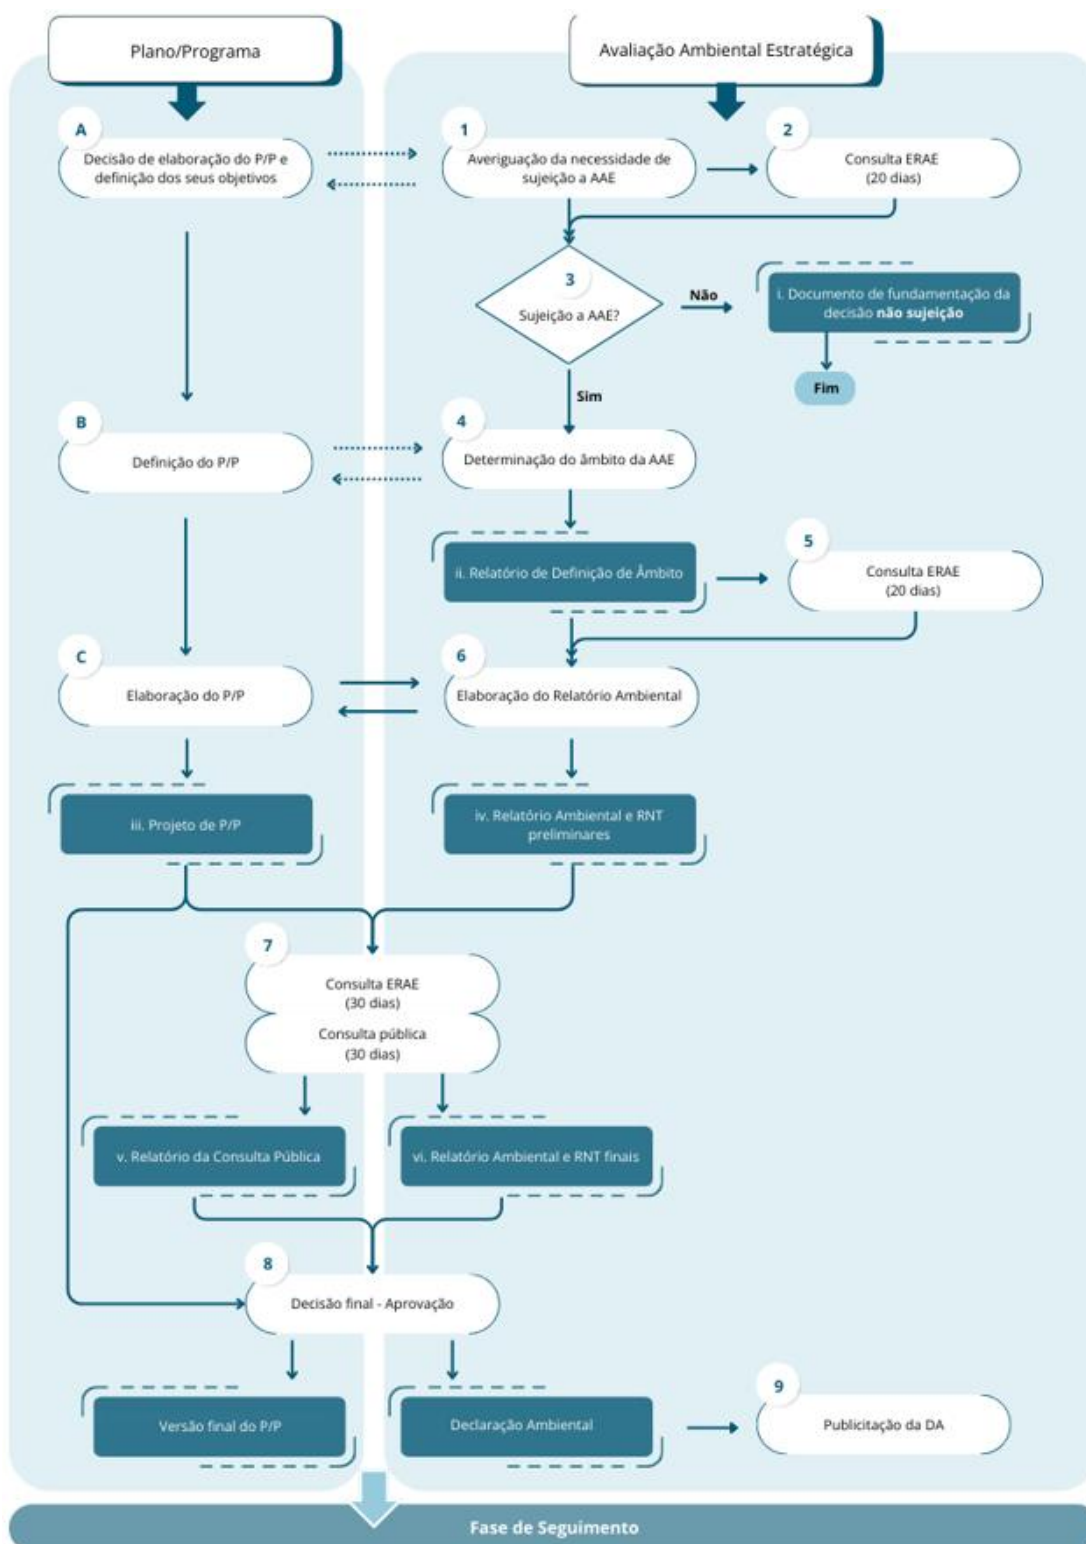 Plano/Programa
Avaliação Ambiental Estratégica
A
Decisão de elaboração do P/P e
definição dos seus objetivos
1
Averiguação da necessidade de
sujeição a AAE
2
Consulta ERAE
(20 dias)
3
Sujeição a AAE?
Não
i. Documento de fundamentação da
decisão não sujeição
Fim
Sim
B
Definição do P/P
4
Determinação do âmbito da AAE
ii. Relatório de Definição de Âmbito
5
Consulta ERAE
(20 dias)
C
Elaboração do P/P
6
Elaboração do Relatório Ambiental
iii. Projeto de P/P
iv. Relatório Ambiental e RNT
preliminares
7
Consulta ERAE
(30 dias)
Consulta pública
(30 dias)
v. Relatório da Consulta Pública
vi. Relatório Ambiental e RNT finais
8
Decisão final - Aprovação
Versão final do P/P
Declaração Ambiental
9
Publicitação da DA
Fase de Seguimento